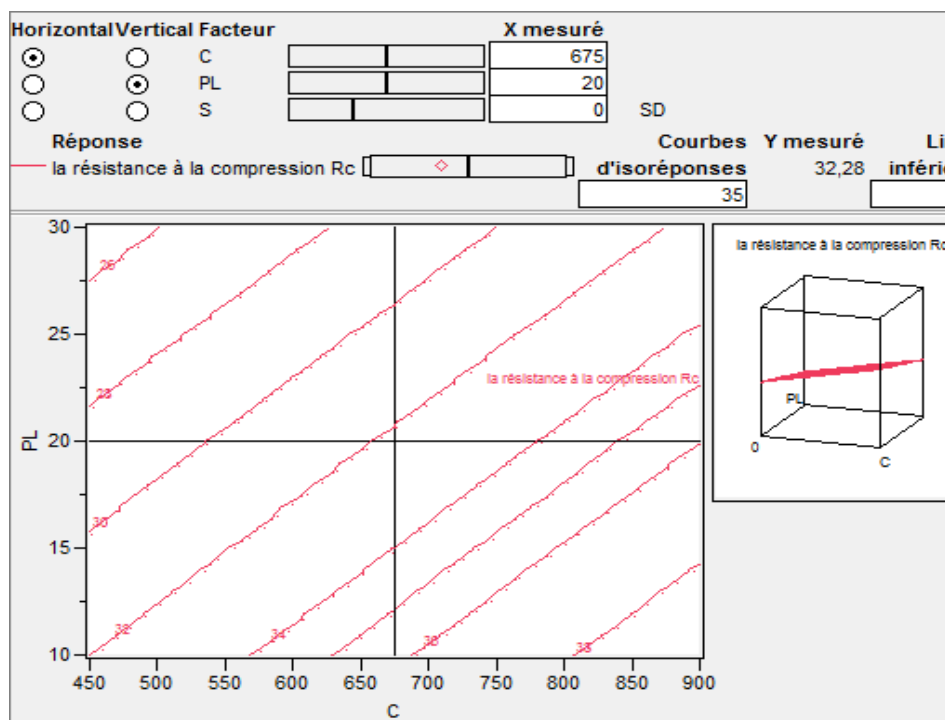 Horizontal Vertical Facteur X mesuré
C 675
PL 20
S 0 SD
Réponse Courbes Y mesuré Li
la résistance à la compression Rc d'isoréponses 32,28 inférie
35
30
25
20
15
10
PL
26
28
30
32
34
36
38
la résistance à la compression Rc
450 500 550 600 650 700 750 800 850 900
C
la résistance à la compression Rc
PL
0
C